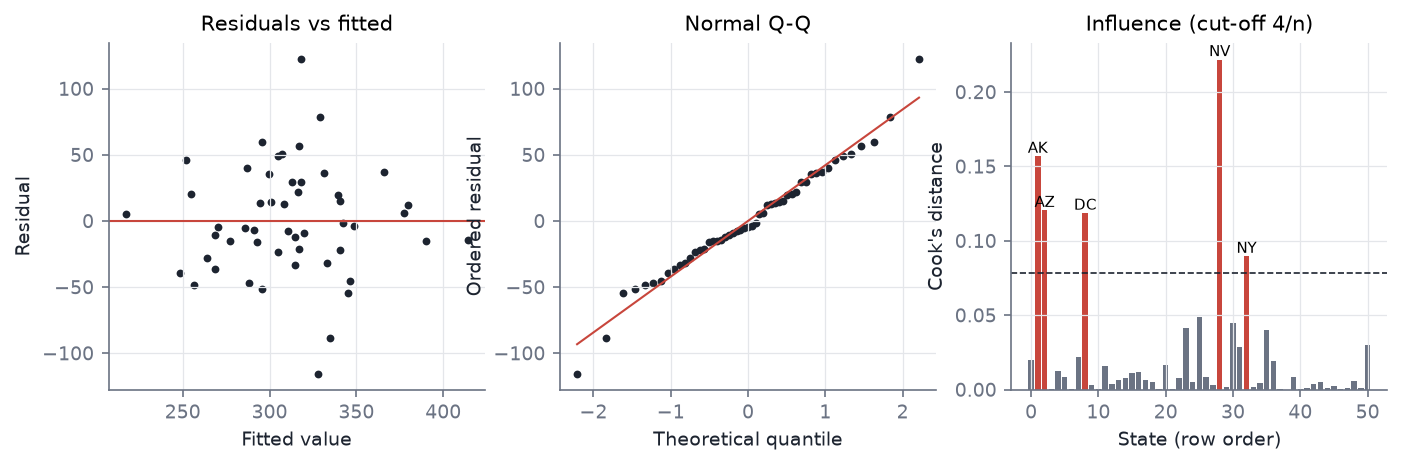 Residuals vs fitted
Residual
100
50
0
−50
−100
250
300
350
400
Fitted value
Normal Q-Q
Ordered residual
100
50
0
−50
−100
−2
−1
0
1
2
Theoretical quantile
Influence (cut-off 4/n)
Cook's distance
0.20
0.15
0.10
0.05
0.00
AK
AZ
DC
NV
NY
0
10
20
30
40
50
State (row order)